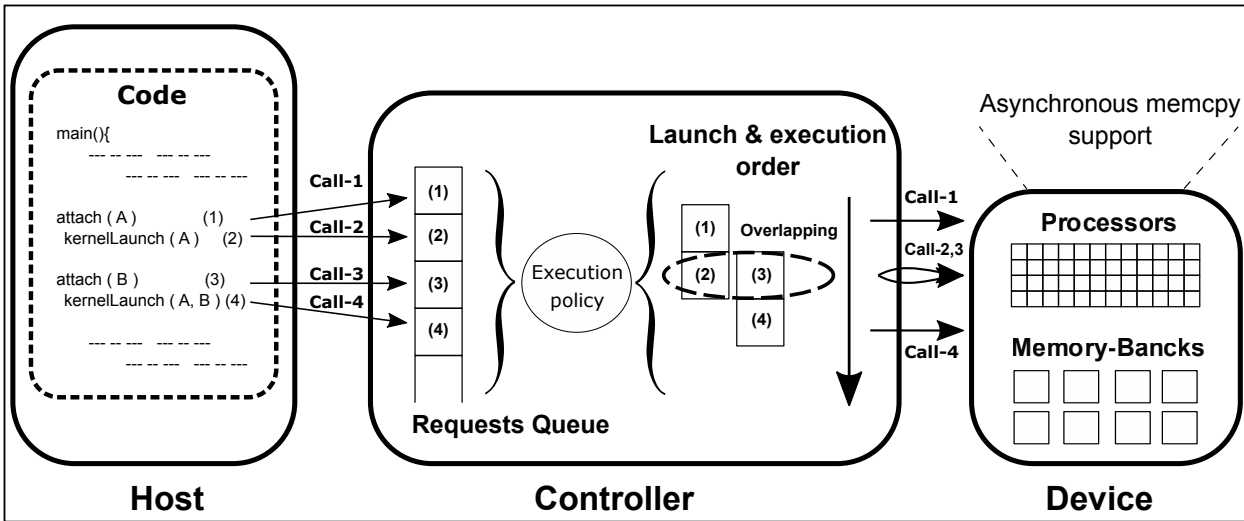 Code
main(){
--- -- ---   --- -- ---
--- -- ---   --- -- ---
attach ( A ) (1)
kernelLaunch ( A ) (2)
attach ( B ) (3)
kernelLaunch ( A, B ) (4)
--- -- ---   --- -- ---
--- -- ---   --- -- ---
Host
Call-1
Call-2
Call-3
Call-4
(1)
(2)
(3)
(4)
Requests Queue
Execution
policy
Launch & execution
order
(1)
Overlapping
(2) (3)
(4)
Controller
Call-1
Call-2,3
Call-4
Asynchronous memcpy
support
Processors
Memory-Bancks
Device